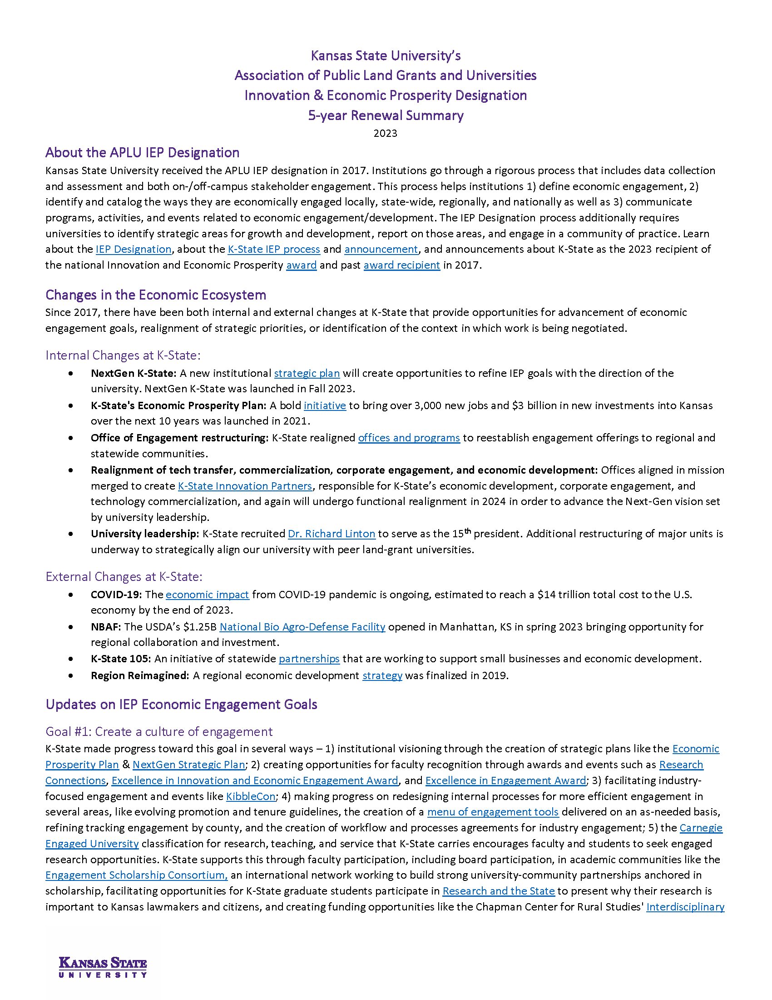 Kansas State University's
Association of Public Land Grants and Universities
Innovation & Economic Prosperity Designation
5-year Renewal Summary
2023
About the APLU IEP Designation
Kansas State University received the APLU IEP designation in 2017. Institutions go through a rigorous process that includes data collection
and assessment and both on-/off-campus stakeholder engagement. This process helps institutions 1) define economic engagement, 2)
identify and catalog the ways they are economically engaged locally, state-wide, regionally, and nationally as well as 3) communicate
programs, activities, and events related to economic engagement/development. The IEP Designation process additionally requires
universities to identify strategic areas for growth and development, report on those areas, and engage in a community of practice. Learn
about the IEP Designation, about the K-State IEP process and announcement, and announcements about K-State as the 2023 recipient of
the national Innovation and Economic Prosperity award and past award recipient in 2017.
Changes in the Economic Ecosystem
Since 2017, there have been both internal and external changes at K-State that provide opportunities for advancement of economic
engagement goals, realignment of strategic priorities, or identification of the context in which work is being negotiated.
Internal Changes at K-State:
• NextGen K-State: A new institutional strategic plan will create opportunities to refine IEP goals with the direction of the
university. NextGen K-State was launched in Fall 2023.
• K-State's Economic Prosperity Plan: A bold initiative to bring over 3,000 new jobs and $3 billion in new investments into Kansas
over the next 10 years was launched in 2021.
• Office of Engagement restructuring: K-State realigned offices and programs to reestablish engagement offerings to regional and
statewide communities.
• Realignment of tech transfer, commercialization, corporate engagement, and economic development: Offices aligned in mission
merged to create K-State Innovation Partners, responsible for K-State's economic development, corporate engagement, and
technology commercialization, and again will undergo functional realignment in 2024 in order to advance the Next-Gen vision set
by university leadership.
• University leadership: K-State recruited Dr. Richard Linton to serve as the 15th president. Additional restructuring of major units is
underway to strategically align our university with peer land-grant universities.
External Changes at K-State:
• COVID-19: The economic impact from COVID-19 pandemic is ongoing, estimated to reach a $14 trillion total cost to the U.S.
economy by the end of 2023.
• NBAF: The USDA's $1.25B National Bio Agro-Defense Facility opened in Manhattan, KS in spring 2023 bringing opportunity for
regional collaboration and investment.
• K-State 105: An initiative of statewide partnerships that are working to support small businesses and economic development.
• Region Reimagined: A regional economic development strategy was finalized in 2019.
Updates on IEP Economic Engagement Goals
Goal #1: Create a culture of engagement
K-State made progress toward this goal in several ways – 1) institutional visioning through the creation of strategic plans like the Economic
Prosperity Plan & NextGen Strategic Plan; 2) creating opportunities for faculty recognition through awards and events such as Research
Connections, Excellence in Innovation and Economic Engagement Award, and Excellence in Engagement Award; 3) facilitating industry-
focused engagement and events like KibbleCon; 4) making progress on redesigning internal processes for more efficient engagement in
several areas, like evolving promotion and tenure guidelines, the creation of a menu of engagement tools delivered on an as-needed basis,
refining tracking engagement by county, and the creation of workflow and processes agreements for industry engagement; 5) the Carnegie
Engaged University classification for research, teaching, and service that K-State carries encourages faculty and students to seek engaged
research opportunities. K-State supports this through faculty participation, including board participation, in academic communities like the
Engagement Scholarship Consortium, an international network working to build strong university-community partnerships anchored in
scholarship, facilitating opportunities for K-State graduate students participate in Research and the State to present why their research is
important to Kansas lawmakers and citizens, and creating funding opportunities like the Chapman Center for Rural Studies' Interdisciplinary
KANSAS STATE
UNIVERSITY